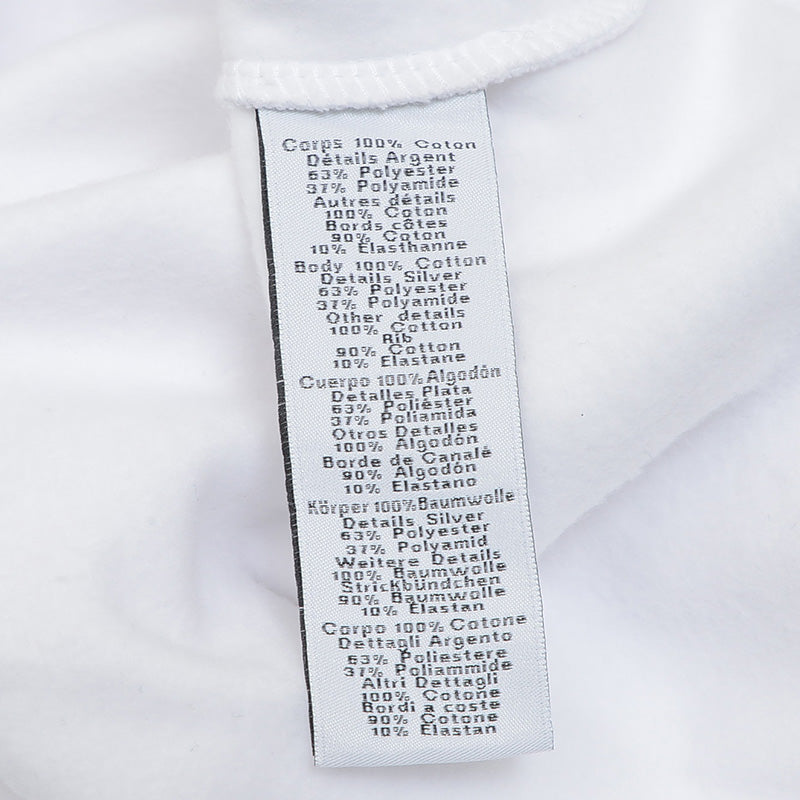 Corps 100% Coton
Détails Argent
63% Polyester
37% Polyamide
Autres détails
100% Coton
Bords côtes
90% Coton
10% Elasthanne
Body 100% Cotton
Details Silver
63% Polyester
37% Polyamide
Other details
100% Cotton
Rib
90% Cotton
10% Elastane
Cuerpo 100% Algodón
Detalles Plata
63% Poliéster
37% Poliamida
Otros Detalles
100% Algodón
Borde de Canalé
90% Algodón
10% Elastano
Körper 100% Baumwolle
Details Silver
63% Polyester
37% Polyamid
Weitere Details
100% Baumwolle
Strickbündchen
90% Baumwolle
10% Elastan
Corpo 100% Cotone
Dettagli Argento
63% Poliestere
37% Poliammide
Altri Dettagli
100% Cotone
Bordi a coste
90% Cotone
10% Elastan